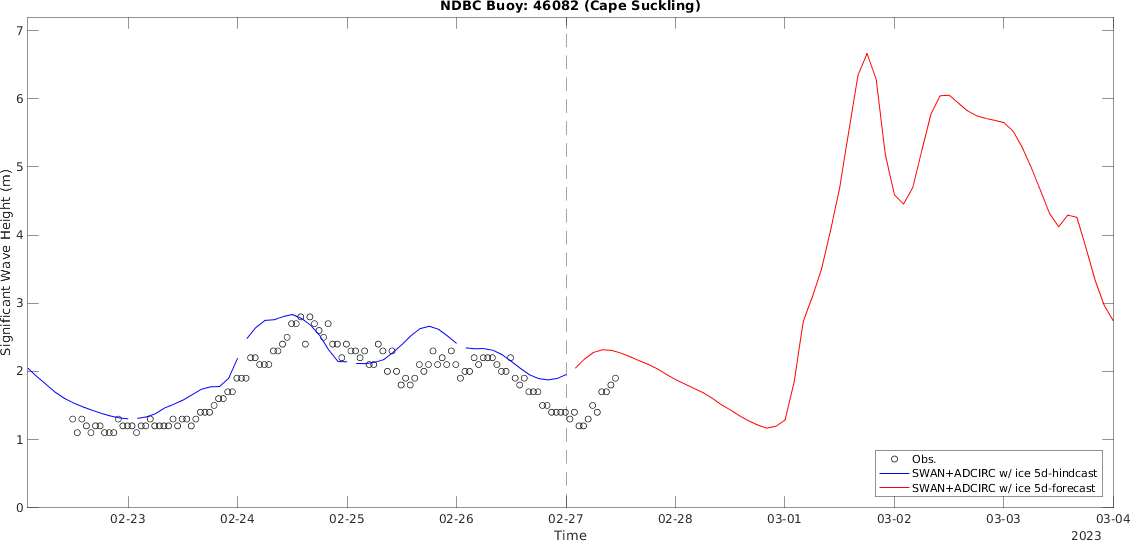 NDBC Buoy: 46082 (Cape Suckling)
Significant Wave Height (m)
7
6
5
4
3
2
1
0
Obs.
SWAN+ADCIRC w/ ice 5d-hindcast
SWAN+ADCIRC w/ ice 5d-forecast
02-23 02-24 02-25 02-26 02-27 02-28 03-01 03-02 03-03 03-04
Time
2023